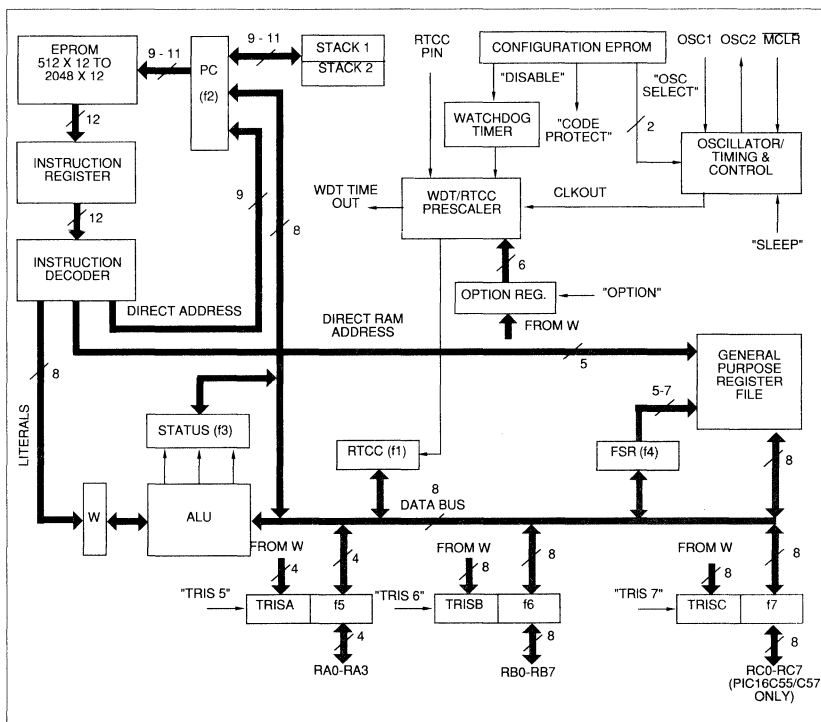 EPROM
512 X 12 TO
2048 X 12
9 - 11
PC
(f2)
9 - 11
STACK 1
STACK 2
RTCC
PIN
CONFIGURATION EPROM
OSC1
OSC2
MCLR
"DISABLE"
"OSC
SELECT"
12
WATCHDOG
TIMER
"CODE
PROTECT"
2
INSTRUCTION
REGISTER
OSCILLATOR/
TIMING &
CONTROL
9
WDT TIME
OUT
WDT/RTCC
PRESCALER
CLKOUT
12
8
"SLEEP"
INSTRUCTION
DECODER
6
OPTION REG.
"OPTION"
DIRECT ADDRESS
DIRECT RAM
ADDRESS
FROM W
5
GENERAL
PURPOSE
REGISTER
FILE
8
LITERALS
5-7
STATUS (f3)
RTCC (f1)
FSR (f4)
8
8
DATA BUS
W
ALU
FROM W
4
4
FROM W
8
8
FROM W
8
8
"TRIS 5"
TRISA
f5
"TRIS 6"
TRISB
f6
"TRIS 7"
TRISC
f7
4
8
8
RA0-RA3
RB0-RB7
RC0-RC7
(PIC16C55/C57
ONLY)